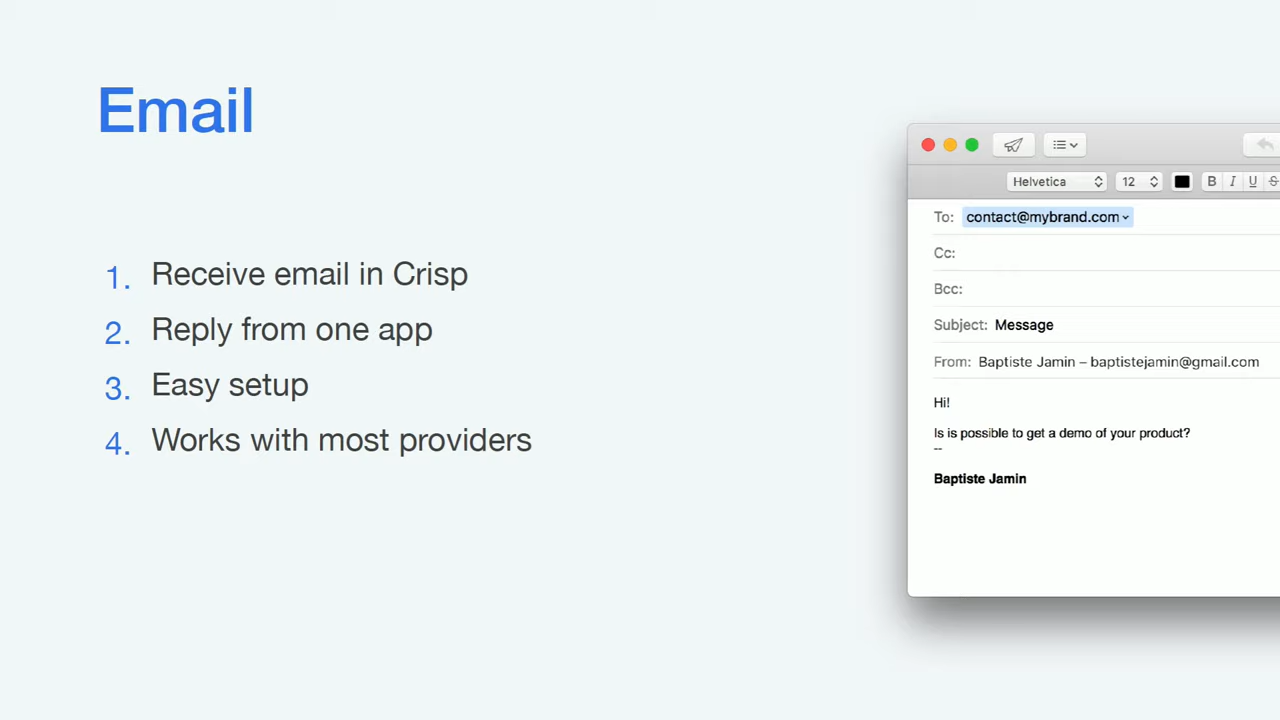 Email
1. Receive email in Crisp
2. Reply from one app
3. Easy setup
4. Works with most providers
Helvetica 12 B I U S
To: contact@mybrand.com
Cc:
Bcc:
Subject: Message
From: Baptiste Jamin – baptistejamin@gmail.com
Hi!
Is is possible to get a demo of your product?
--
Baptiste Jamin